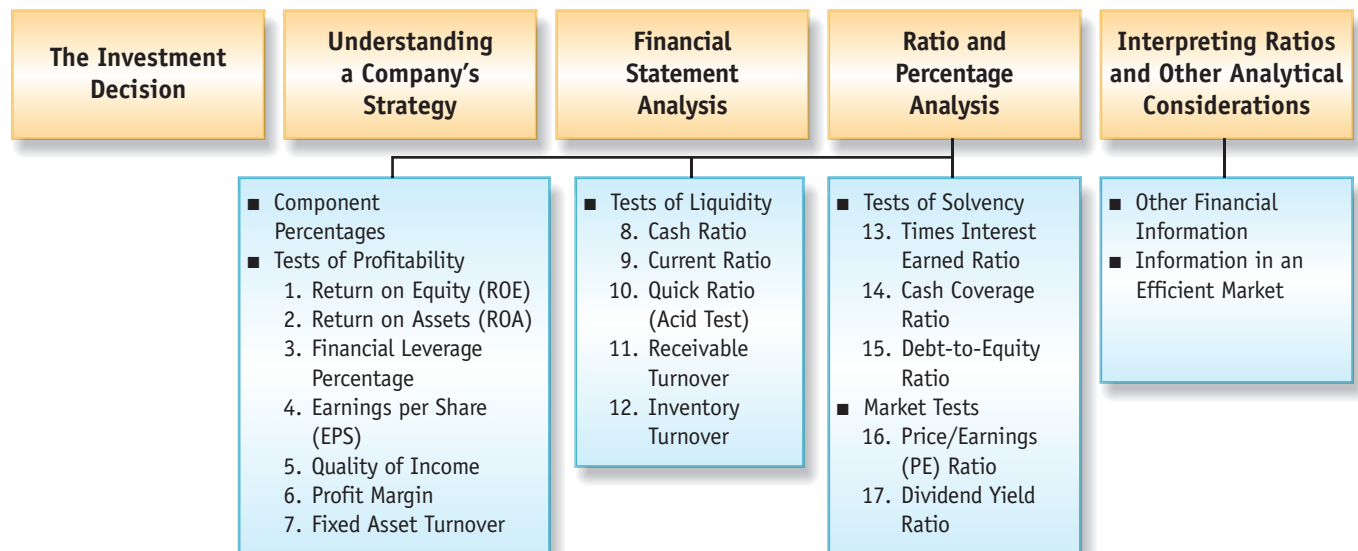 The Investment
Decision
Understanding
a Company's
Strategy
Financial
Statement
Analysis
Ratio and
Percentage
Analysis
Interpreting Ratios
and Other Analytical
Considerations
■ Component
Percentages
■ Tests of Profitability
1. Return on Equity (ROE)
2. Return on Assets (ROA)
3. Financial Leverage
Percentage
4. Earnings per Share
(EPS)
5. Quality of Income
6. Profit Margin
7. Fixed Asset Turnover
■ Tests of Liquidity
8. Cash Ratio
9. Current Ratio
10. Quick Ratio
(Acid Test)
11. Receivable
Turnover
12. Inventory
Turnover
■ Tests of Solvency
13. Times Interest
Earned Ratio
14. Cash Coverage
Ratio
15. Debt-to-Equity
Ratio
■ Market Tests
16. Price/Earnings
(PE) Ratio
17. Dividend Yield
Ratio
■ Other Financial
Information
■ Information in an
Efficient Market